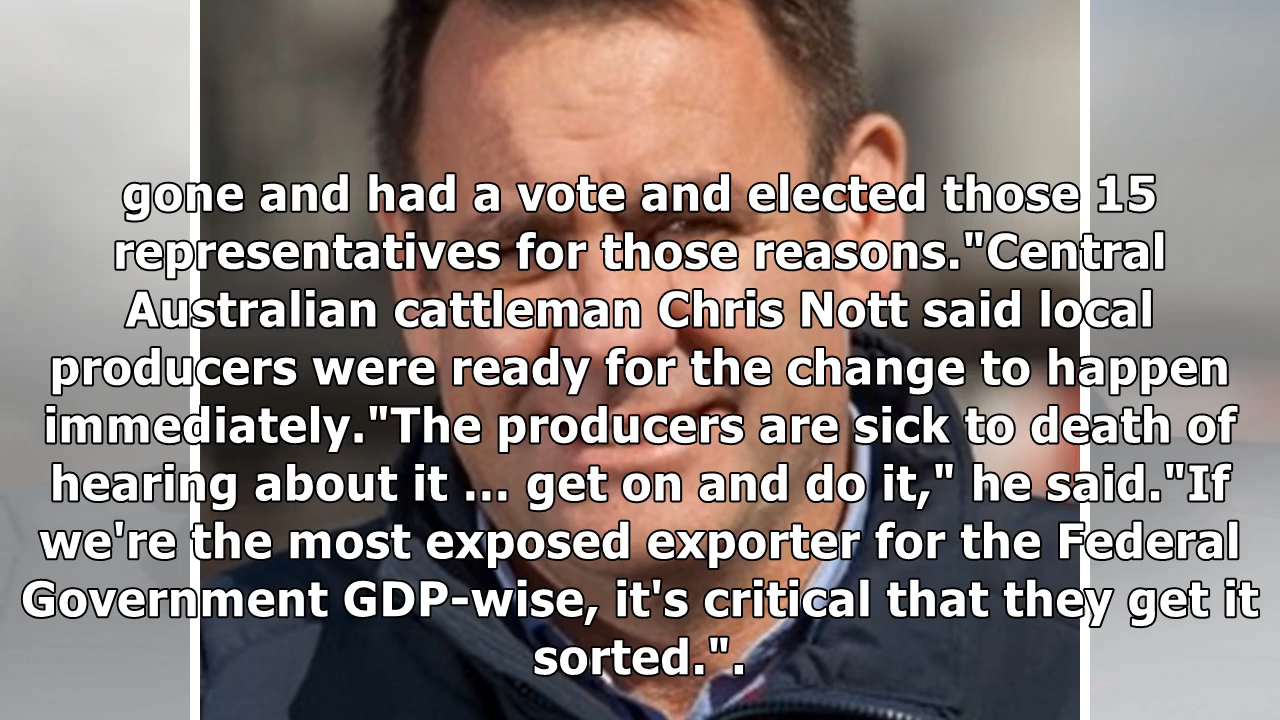 gone and had a vote and elected those 15
representatives for those reasons."Central
Australian cattleman Chris Nott said local
producers were ready for the change to happen
immediately."The producers are sick to death of
hearing about it ... get on and do it," he said."If
we're the most exposed exporter for the Federal
Government GDP-wise, it's critical that they get it
sorted.".